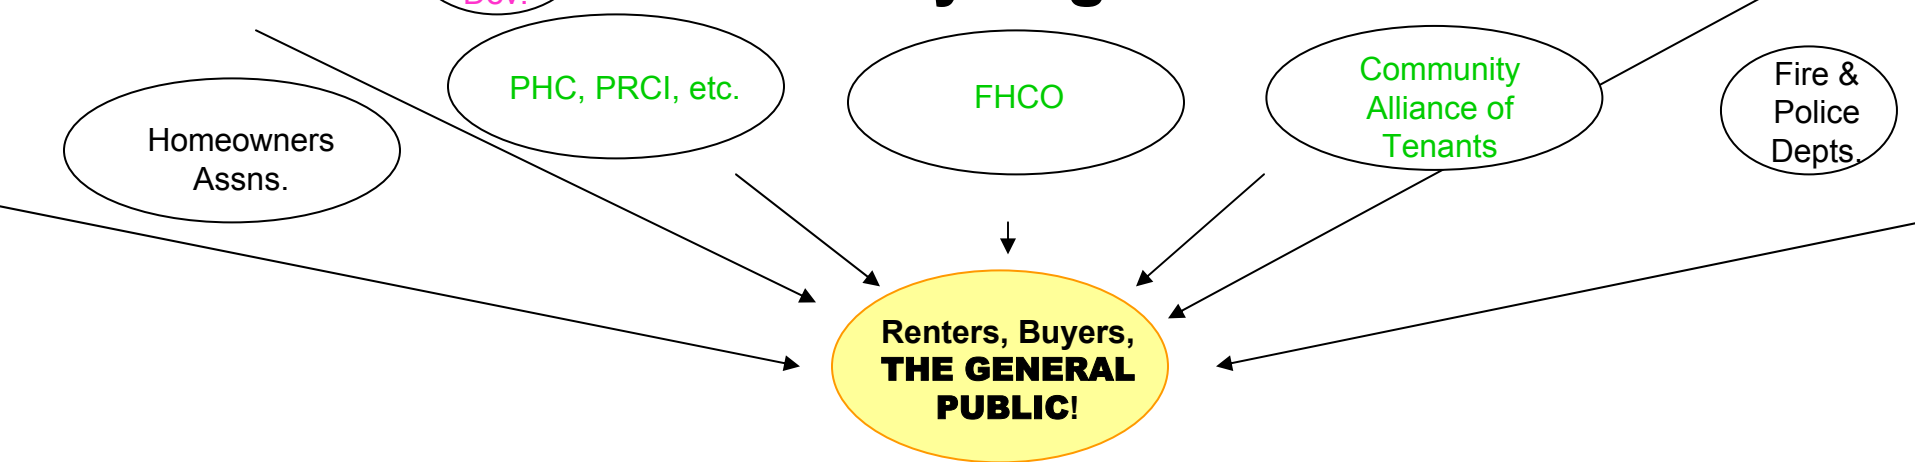 PHC, PRCI, etc.
FHCO
Community
Alliance of
Tenants
Fire &
Police
Depts.
Homeowners
Assns.
Renters, Buyers,
THE GENERAL
PUBLIC!